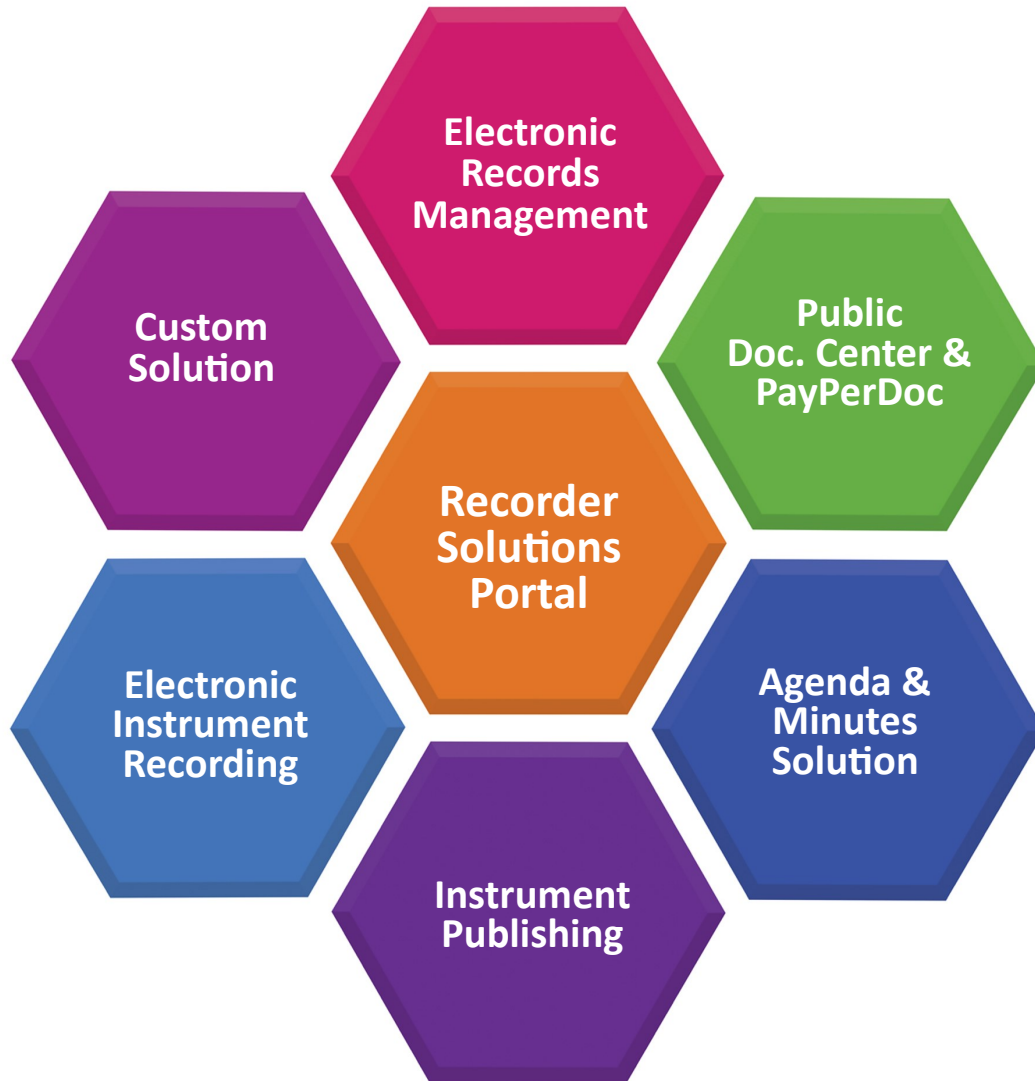 Electronic
Records
Management
Custom
Solution
Public
Doc. Center &
PayPerDoc
Recorder
Solutions
Portal
Electronic
Instrument
Recording
Agenda &
Minutes
Solution
Instrument
Publishing